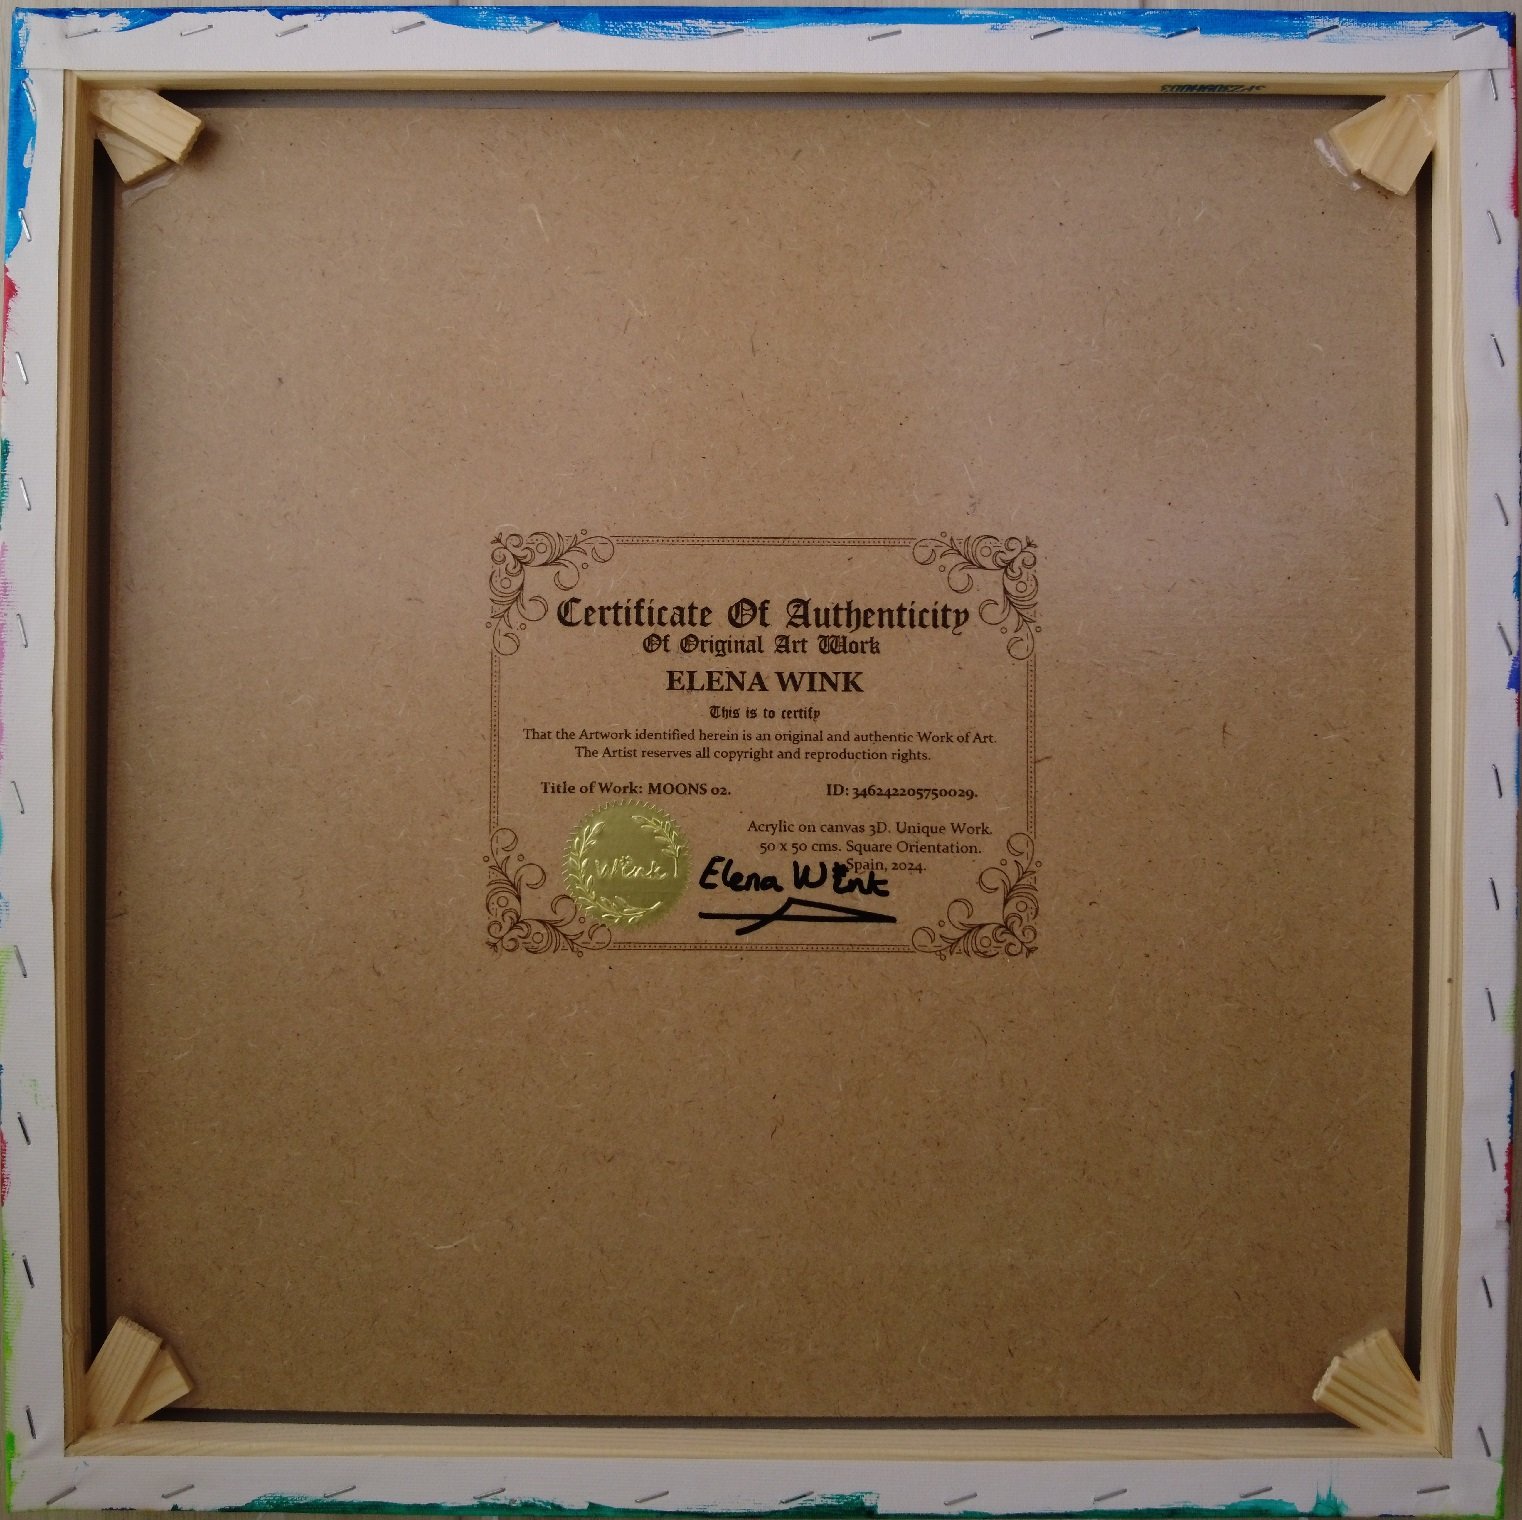 Certificate Of Authenticity
Of Original Art Work
ELENA WINK
This is to certify
That the Artwork identified herein is an original and authentic Work of Art.
The Artist reserves all copyright and reproduction rights.
Title of Work: MOONS 02.
ID: 346242205750029.
Acrylic on canvas 3D. Unique Work.
50 x 50 cms. Square Orientation.
Spain, 2024.
Wink
Elena Wink